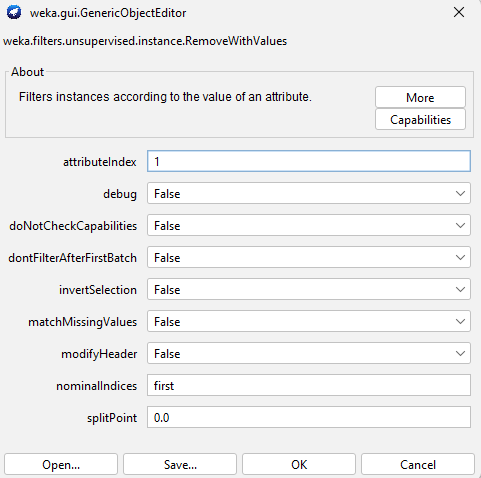 weka.gui.GenericObjectEditor
weka.filters.unsupervised.instance.RemoveWithValues
About
Filters instances according to the value of an attribute.
More
Capabilities
attributeIndex 1
debug False
doNotCheckCapabilities False
dontFilterAfterFirstBatch False
invertSelection False
matchMissingValues False
modifyHeader False
nominalIndices first
splitPoint 0.0
Open... Save... OK Cancel